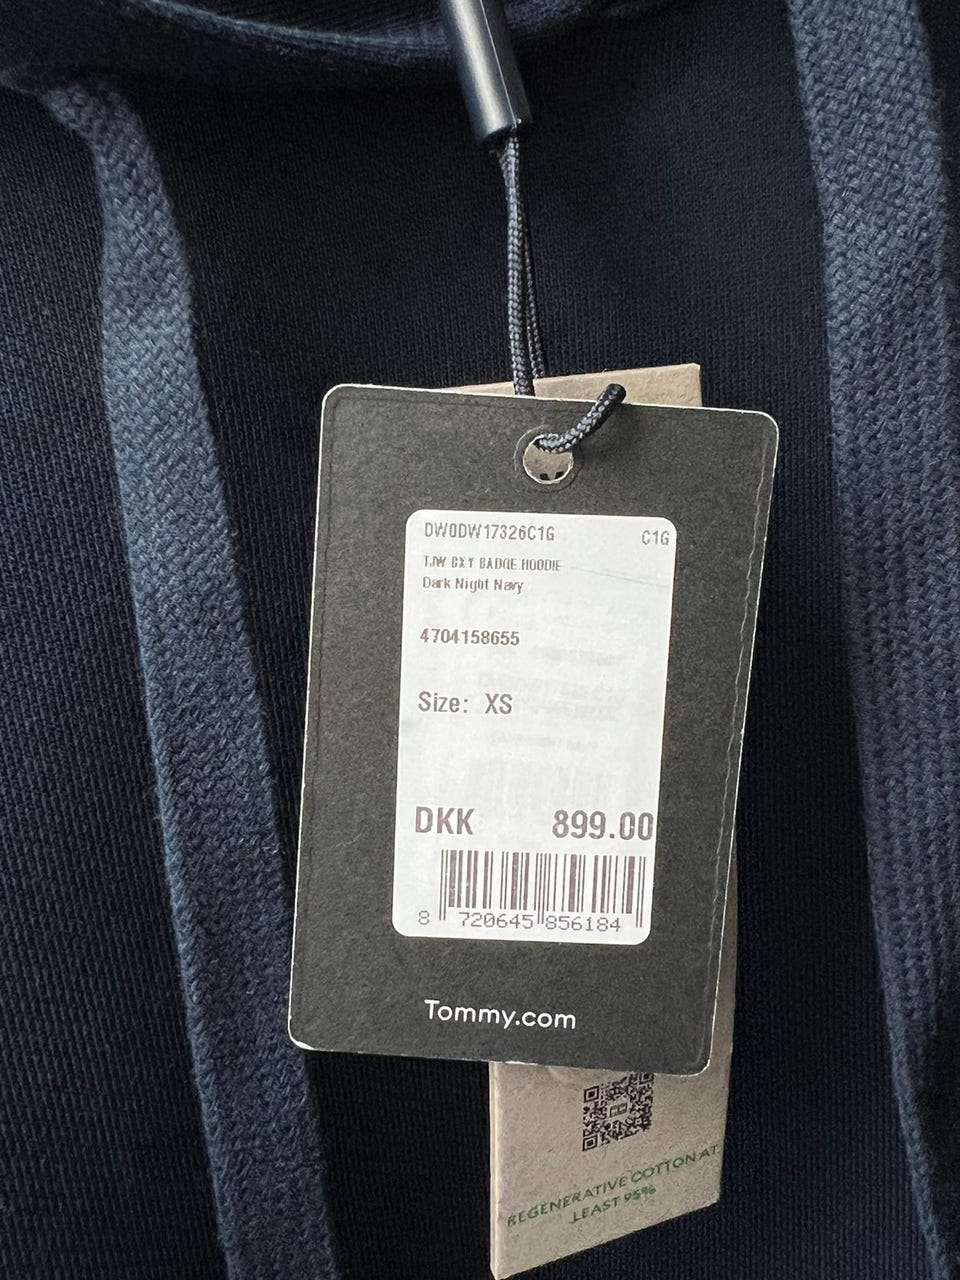 DW0DW17326C1G C1G
TJW BXY BADGE HOODIE
Dark Night Navy
4704158655
Size: XS
DKK 899.00
8 720645 856184
Tommy.com
REGENERATIVE COTTON AT
LEAST 95%